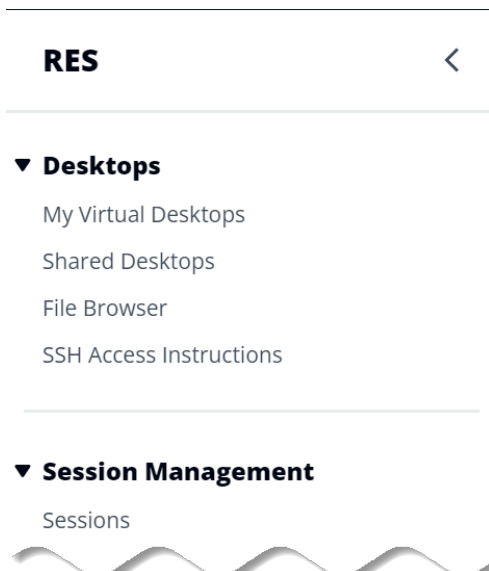 RES
Desktops
My Virtual Desktops
Shared Desktops
File Browser
SSH Access Instructions
Session Management
Sessions